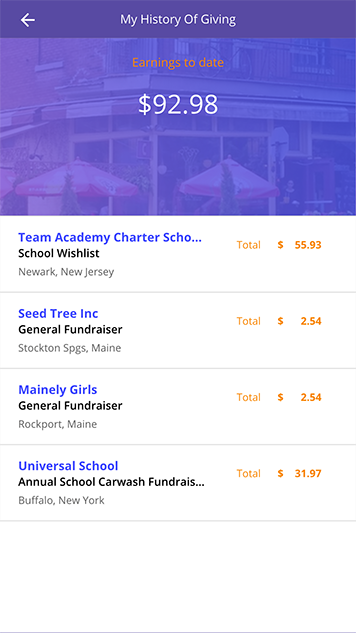 My History Of Giving
Earnings to date
$92.98
Team Academy Charter Scho...
Total $ 55.93
School Wishlist
Newark, New Jersey
Seed Tree Inc
Total $ 2.54
General Fundraiser
Stockton Spgs, Maine
Mainely Girls
Total $ 2.54
General Fundraiser
Rockport, Maine
Universal School
Total $ 31.97
Annual School Carwash Fundrais...
Buffalo, New York